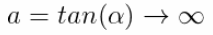 a = tan(α) → ∞